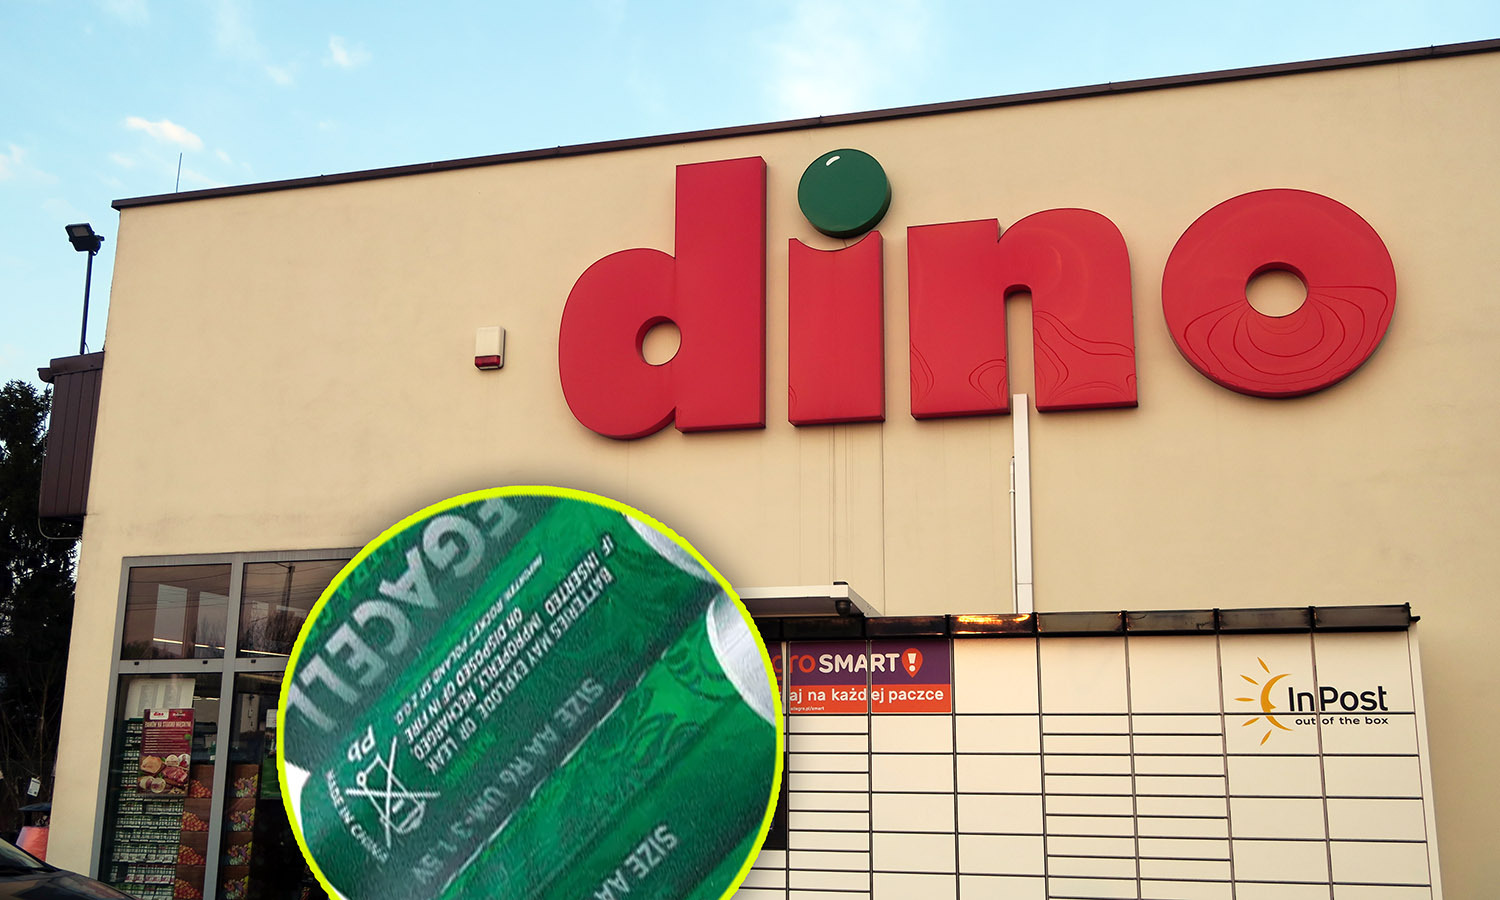 dino
EGACELL
IMPORTER: ROCKET POLAND SP. Z O.O.
BATTERIES MAY EXPLODE OR LEAK
IF INSERTED IMPROPERLY, RECHARGED
OR DISPOSED OF IN FIRE
Pb
MADE IN CHINA
SIZE AA R6 UM-3 1.5V
SIZE AA
gro SMART!
aj na każdej paczce
InPost
out of the box